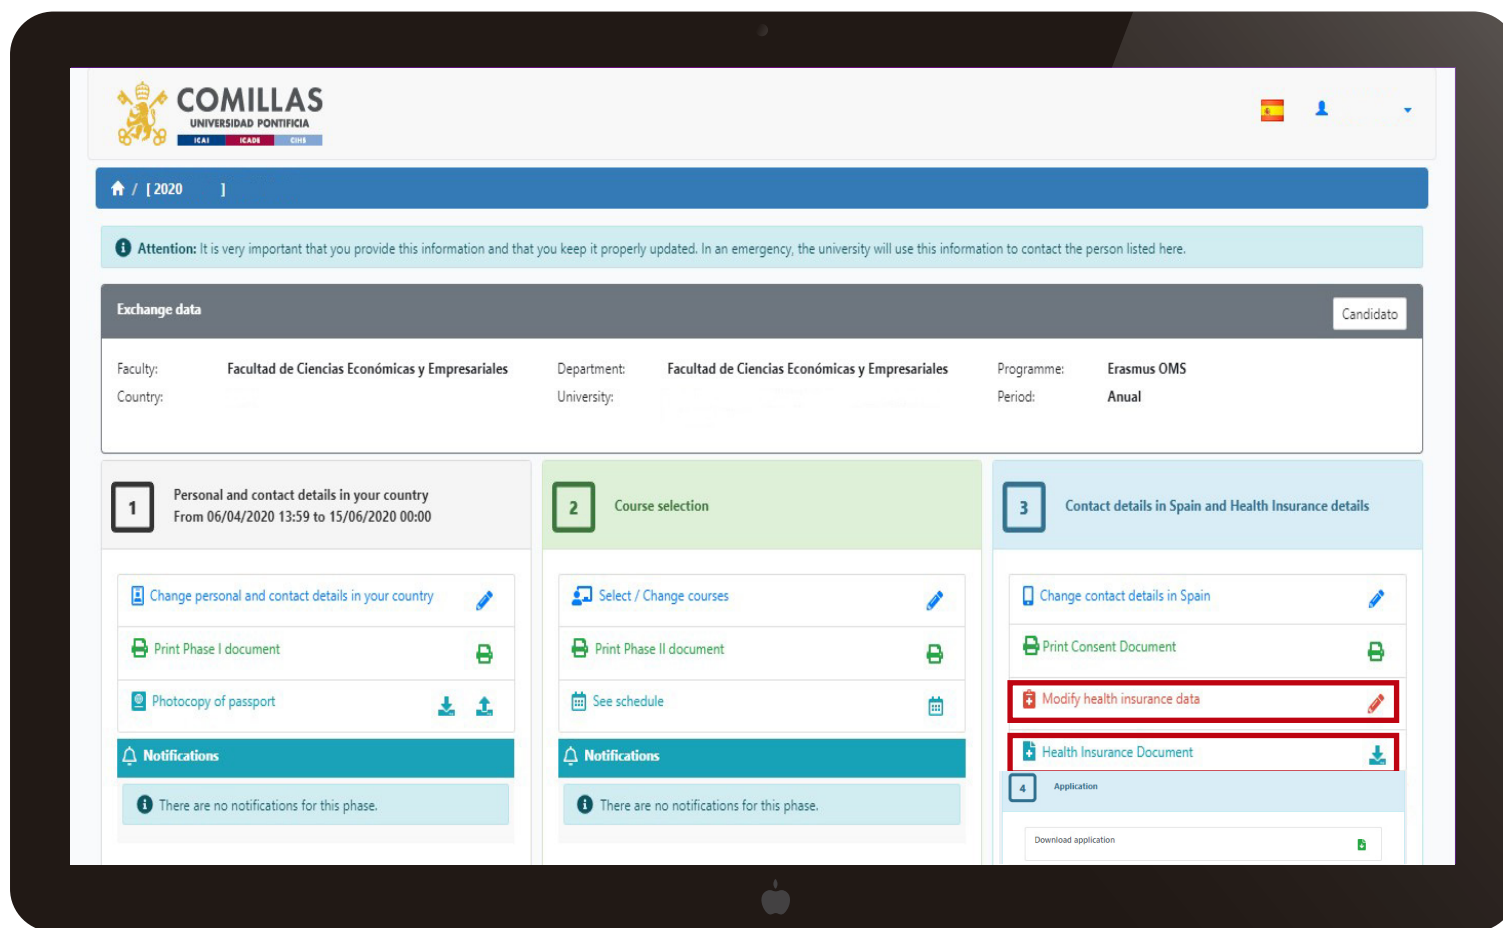 COMILLAS
UNIVERSIDAD PONTIFICIA
ICAI ICADE CIHS
/ [ 2020 ]
Attention: It is very important that you provide this information and that you keep it properly updated. In an emergency, the university will use this information to contact the person listed here.
Exchange data
Candidato
Faculty: Facultad de Ciencias Económicas y Empresariales Department: Facultad de Ciencias Económicas y Empresariales Programme: Erasmus OMS
Country: University: Period: Anual
1
Personal and contact details in your country
From 06/04/2020 13:59 to 15/06/2020 00:00
Change personal and contact details in your country
Print Phase I document
Photocopy of passport
Notifications
There are no notifications for this phase.
2
Course selection
Select / Change courses
Print Phase II document
See schedule
Notifications
There are no notifications for this phase.
3
Contact details in Spain and Health Insurance details
Change contact details in Spain
Print Consent Document
Modify health insurance data
Health Insurance Document
4
Application
Download application